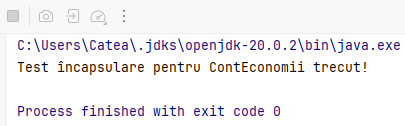 C:\Users\Catea\.jdks\openjdk-20.0.2\bin\java.exe
Test încapsulare pentru ContEconomii trecut!
Process finished with exit code 0